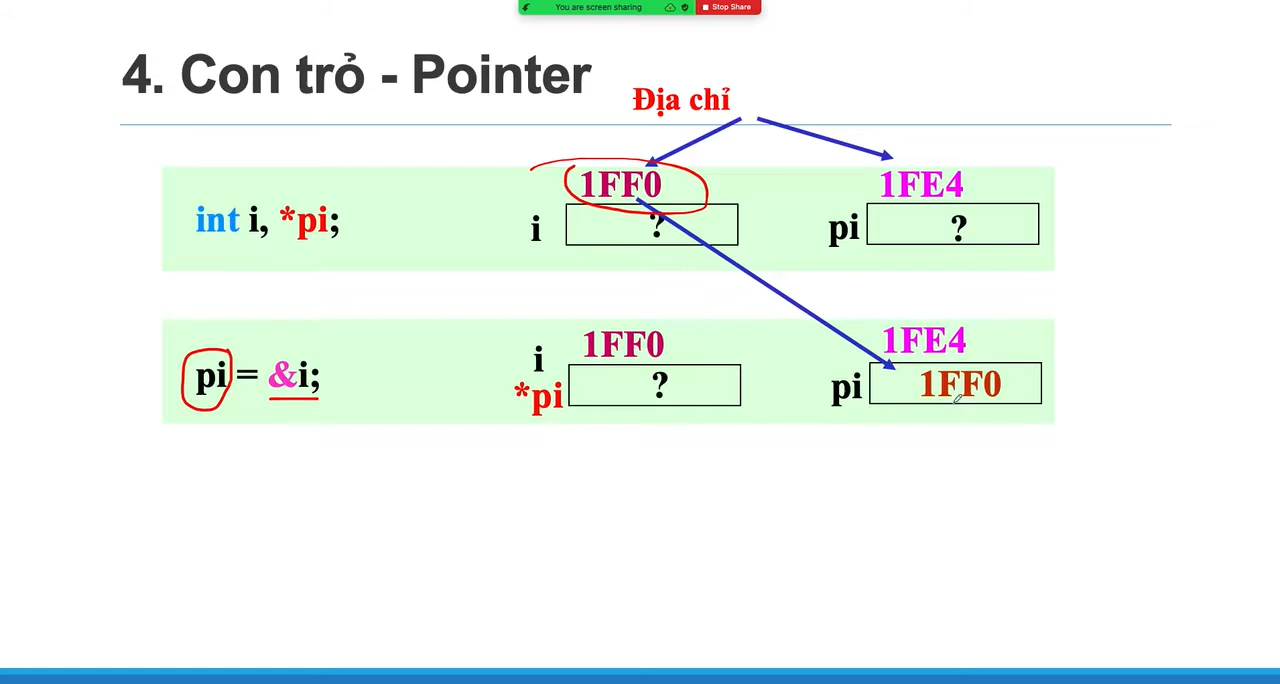 You are screen sharing Stop Share
4. Con trỏ - Pointer
Địa chỉ
1FF0 1FE4
int i, *pi; i ? pi ?
1FF0 1FE4
pi = &i; i ? pi 1FF0
*pi